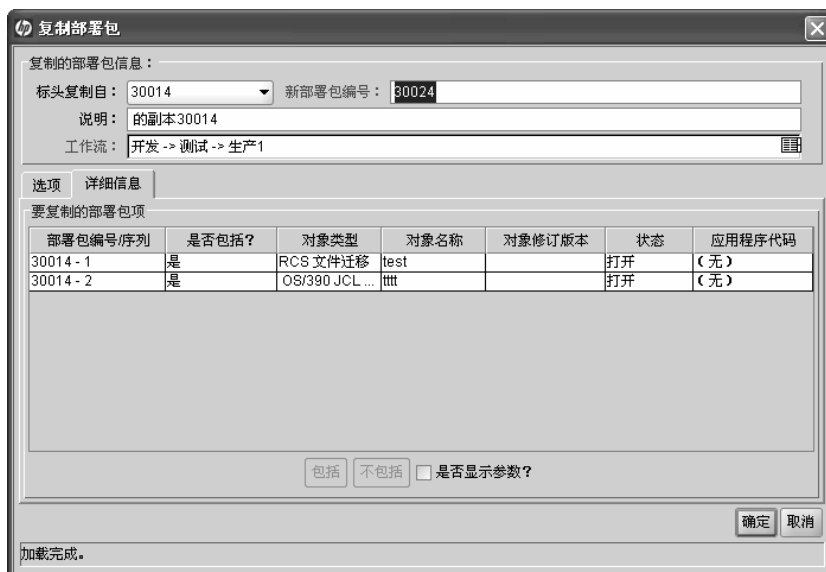 复制部署包
复制的部署包信息：
标头复制自： 30014 新部署包编号： 30024
说明： 的副本30014
工作流： 开发 -> 测试 -> 生产1
选项 详细信息
要复制的部署包项
部署包编号/序列 是否包括? 对象类型 对象名称 对象修订版本 状态 应用程序代码
30014 - 1 是 RCS 文件迁移 test 打开 (无)
30014 - 2 是 OS/390 JCL ... tttt 打开 (无)
包括 不包括 是否显示参数?
确定 取消
加载完成。